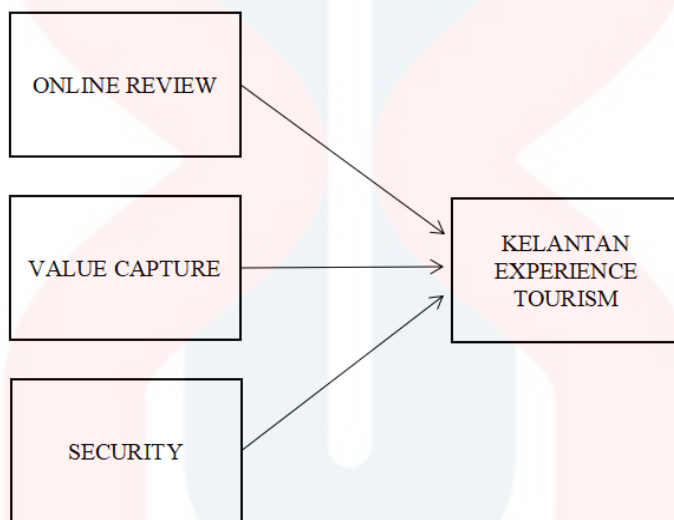 ONLINE REVIEW
VALUE CAPTURE
SECURITY
KELANTAN
EXPERIENCE
TOURISM